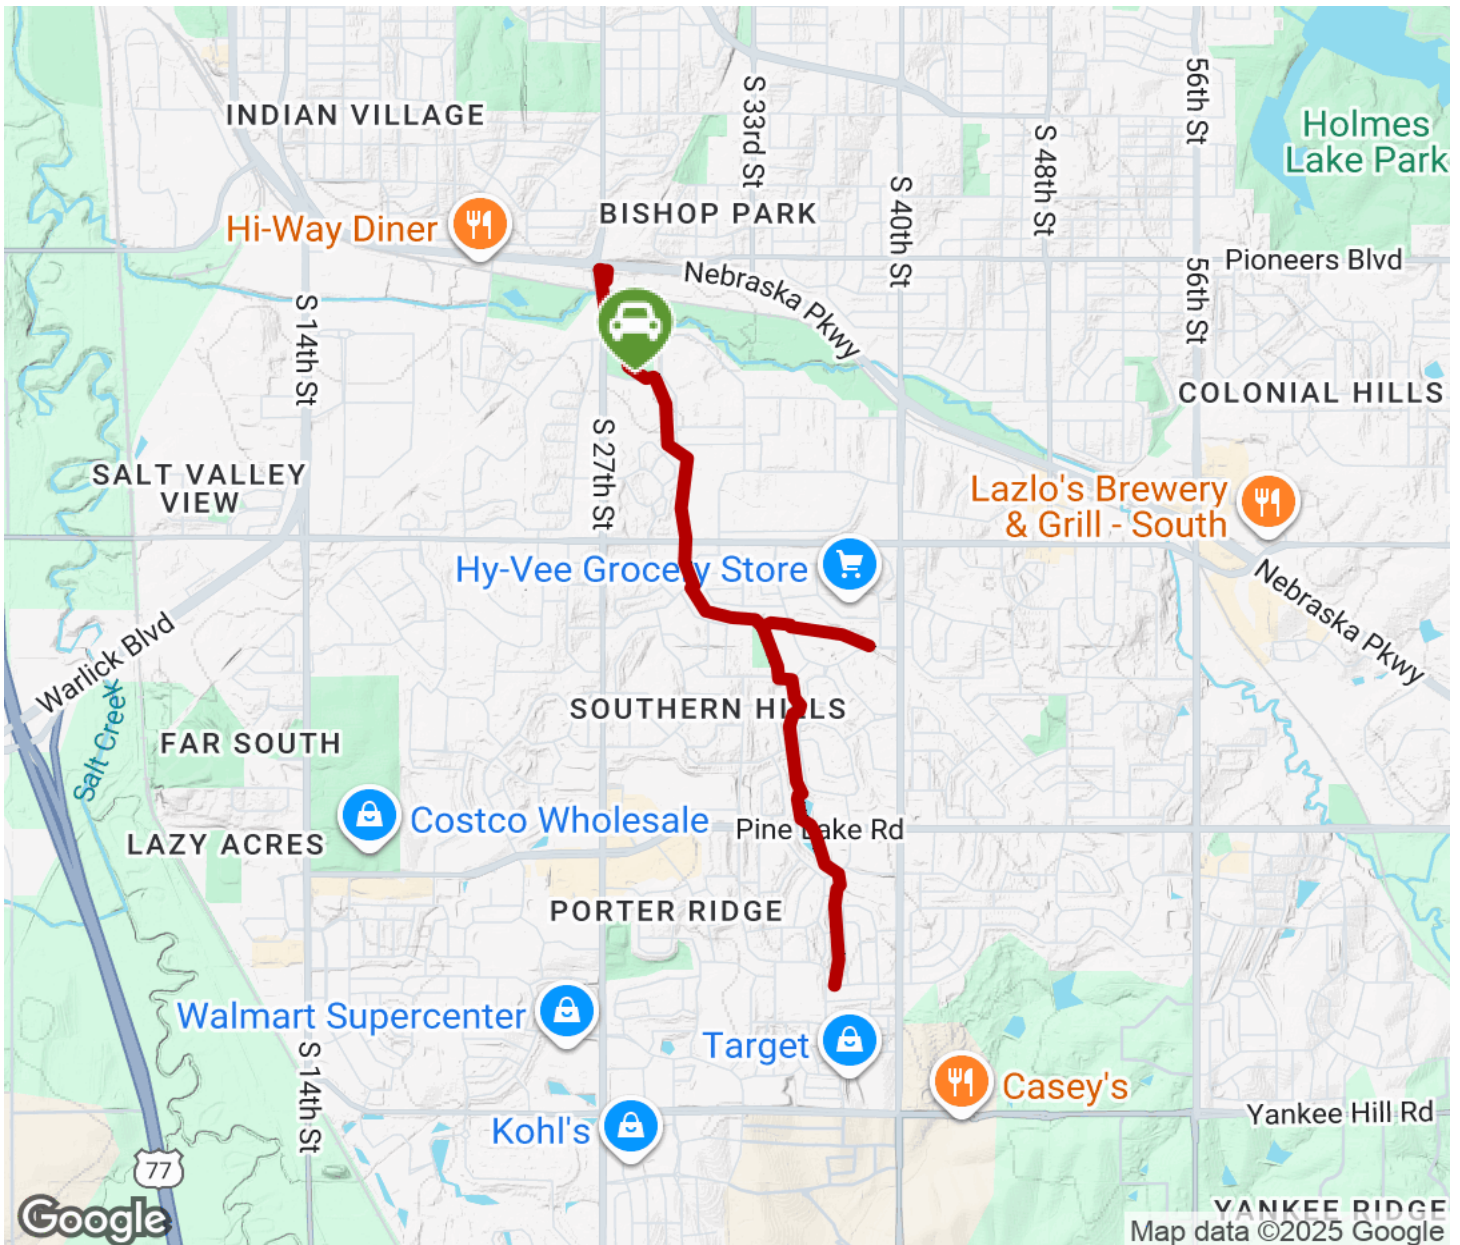 56th St
S 33rd St
INDIAN VILLAGE
Holmes
Lake Park
S 48th St
S 40th St
BISHOP PARK
Hi-Way Diner
Pioneers Blvd
Nebraska Pkwy
56th St
S 14th St
COLONIAL HILLS
S 27th St
SALT VALLEY
VIEW
Lazlo's Brewery
& Grill - South
Hy-Vee Grocery Store
Nebraska Pkwy
Warlick Blvd
Salt Creek
SOUTHERN HILLS
FAR SOUTH
Costco Wholesale
Pine Lake Rd
LAZY ACRES
PORTER RIDGE
Walmart Supercenter
Target
S 14th St
Casey's
Kohl's
Yankee Hill Rd
77
YANKEE RIDGE
Google
Map data ©2025 Google